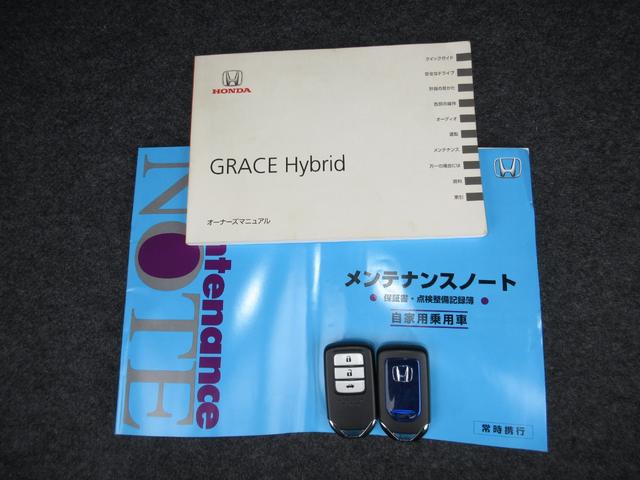 HONDA
GRACE Hybrid
オーナーズマニュアル
クイックガイド
安全なドライブ
計器の見かた
各部の操作
オーディオ
運転
メンテナンス
万一の場合には
資料
索引
NOTE
ntenance
メンテナンスノート
保証書・点検整備記録簿
自家用乗用車
常時携行